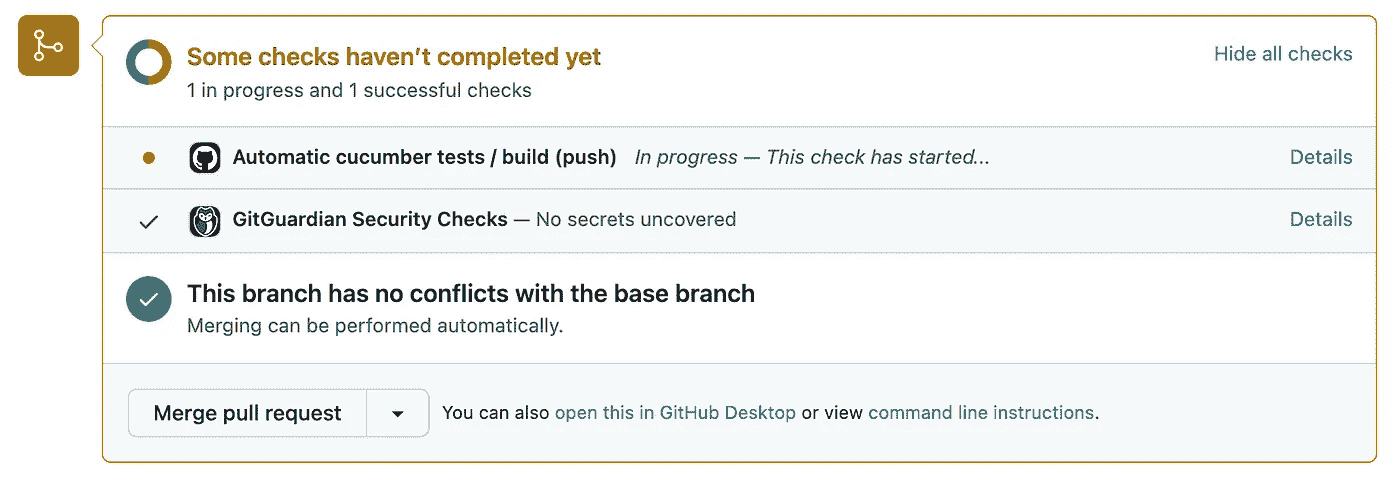 Some checks haven’t completed yet
Hide all checks
1 in progress and 1 successful checks
Automatic cucumber tests / build (push) In progress — This check has started...
Details
GitGuardian Security Checks — No secrets uncovered
Details
This branch has no conflicts with the base branch
Merging can be performed automatically.
Merge pull request
You can also open this in GitHub Desktop or view command line instructions.